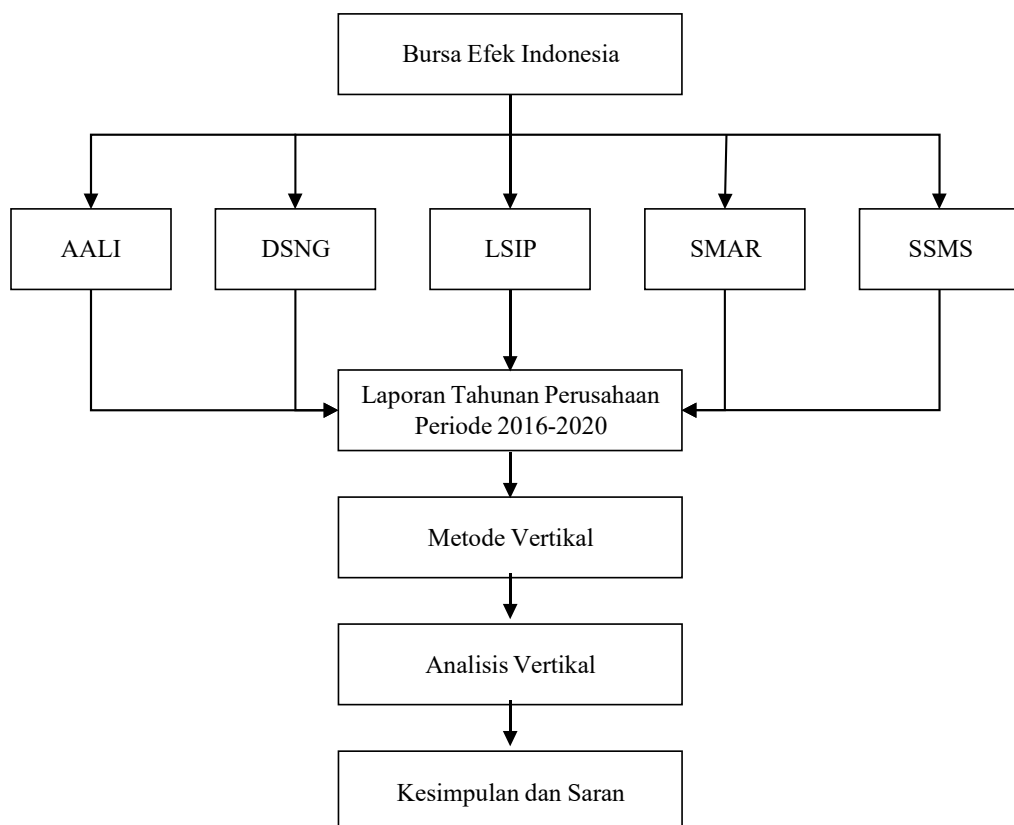 Bursa Efek Indonesia
AALI
DSNG
LSIP
SMAR
SSMS
Laporan Tahunan Perusahaan
Periode 2016-2020
Metode Vertikal
Analisis Vertikal
Kesimpulan dan Saran